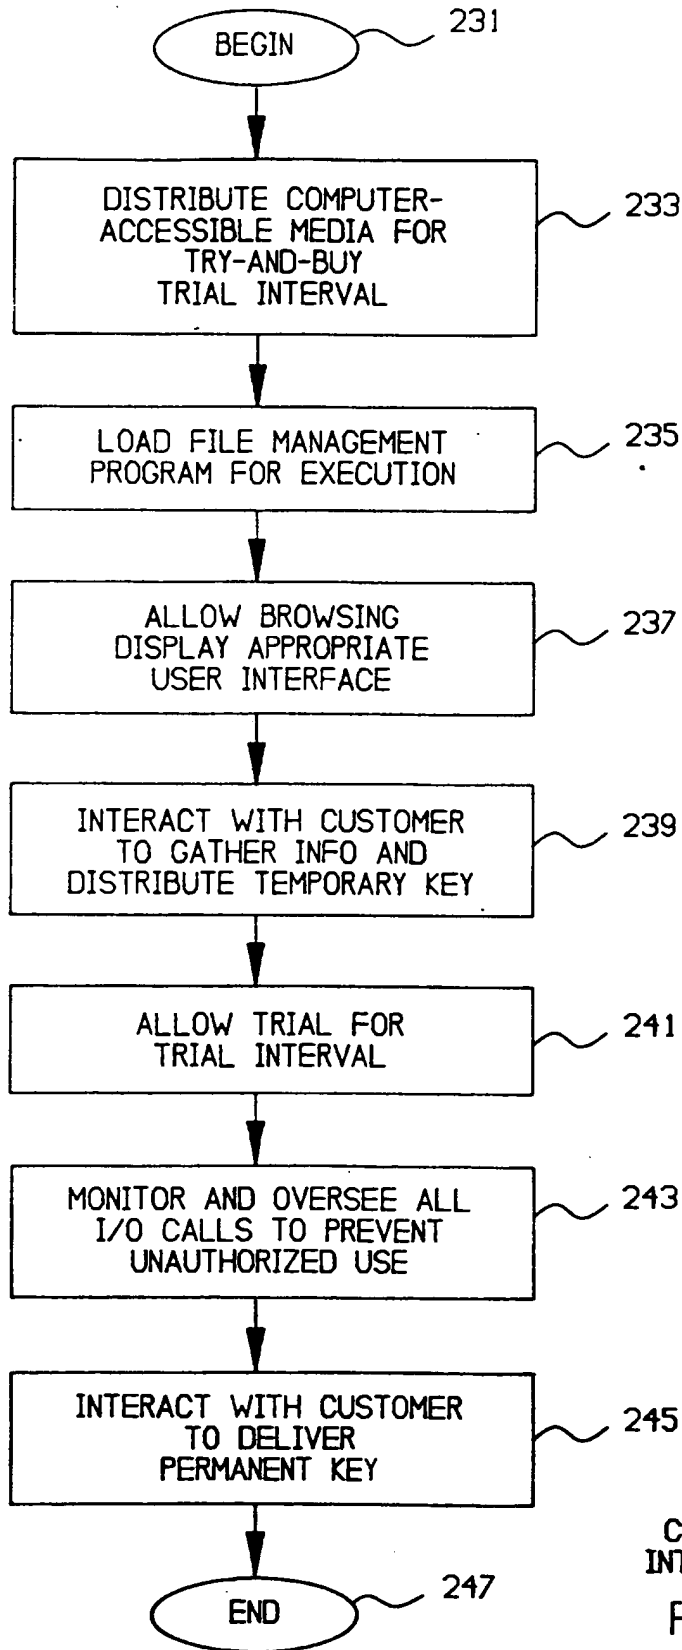 BEGIN
231
DISTRIBUTE COMPUTER-
ACCESSIBLE MEDIA FOR
TRY-AND-BUY
TRIAL INTERVAL
233
LOAD FILE MANAGEMENT
PROGRAM FOR EXECUTION
235
ALLOW BROWSING
DISPLAY APPROPRIATE
USER INTERFACE
237
INTERACT WITH CUSTOMER
TO GATHER INFO AND
DISTRIBUTE TEMPORARY KEY
239
ALLOW TRIAL FOR
TRIAL INTERVAL
241
MONITOR AND OVERSEE ALL
I/O CALLS TO PREVENT
UNAUTHORIZED USE
243
INTERACT WITH CUSTOMER
TO DELIVER
PERMANENT KEY
245
END
247